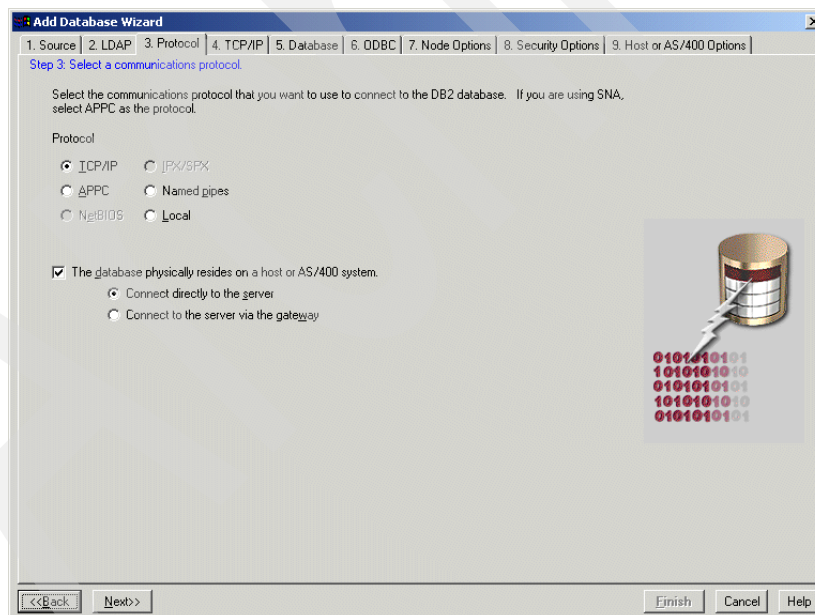 Add Database Wizard
1. Source 2. LDAP 3. Protocol 4. TCP/IP 5. Database 6. ODBC 7. Node Options 8. Security Options 9. Host or AS/400 Options
Step 3: Select a communications protocol.
Select the communications protocol that you want to use to connect to the DB2 database. If you are using SNA,
select APPC as the protocol.
Protocol
TCP/IP IPX/SPX
APPC Named pipes
NetBIOS Local
The database physically resides on a host or AS/400 system.
Connect directly to the server
Connect to the server via the gateway
0101010101
1010101010
0101010101
1010101010
0101010101
<<Back Next>> Finish Cancel Help